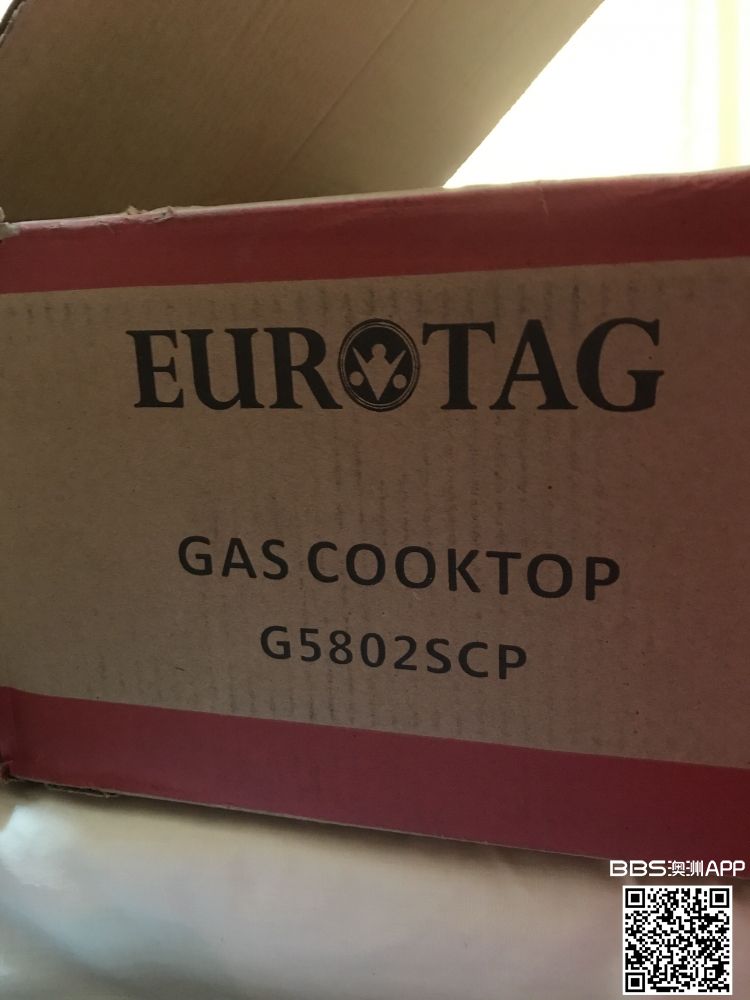 EUROTAG
GAS COOKTOP
G5802SCP
BBS澳洲APP